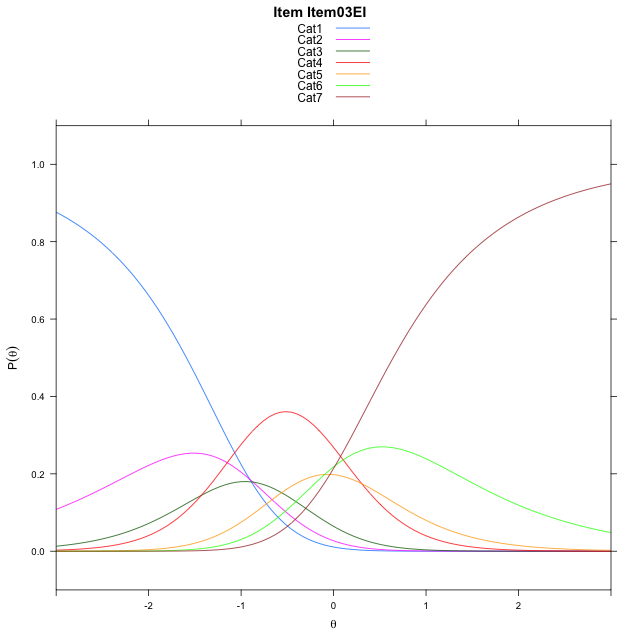 Item Item03EI
Cat1
Cat2
Cat3
Cat4
Cat5
Cat6
Cat7
1.0
0.8
0.6
0.4
0.2
0.0
P(θ)
-2 -1 0 1 2
θ